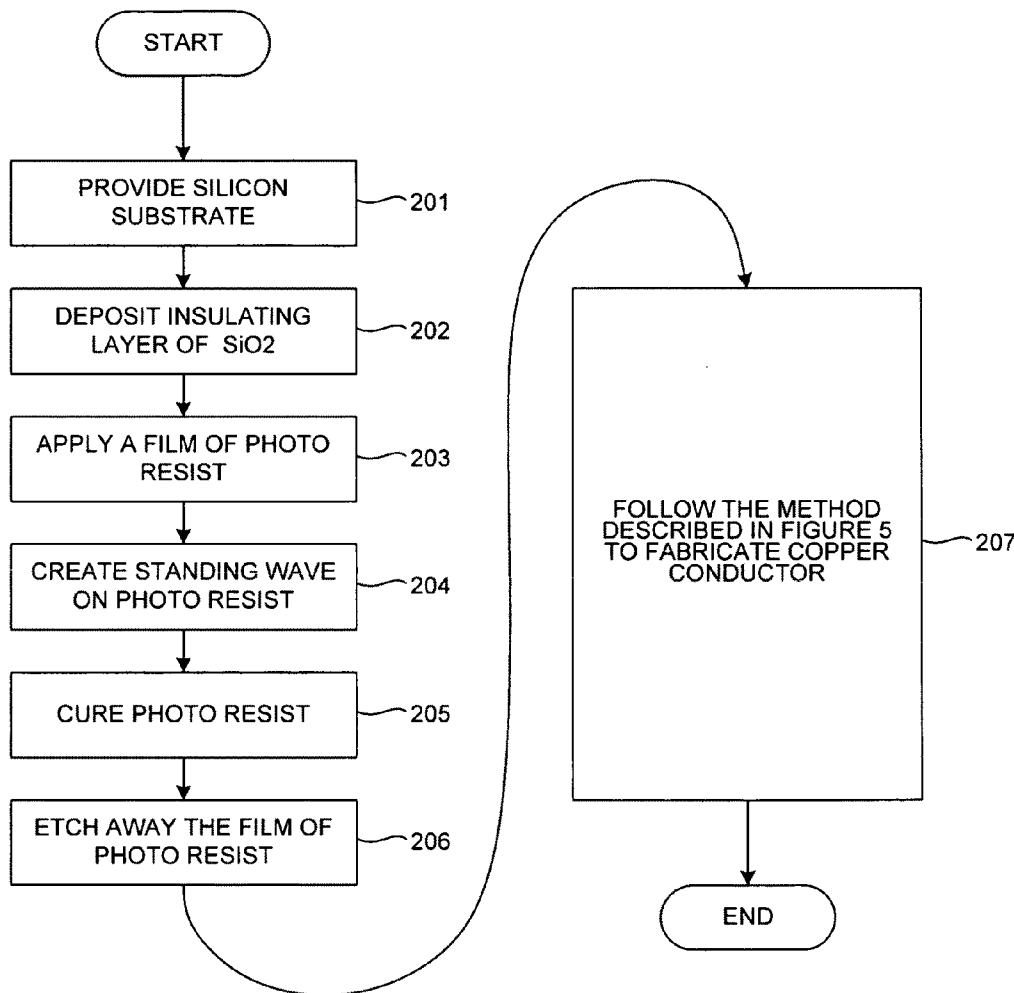 START
PROVIDE SILICON
SUBSTRATE
201
DEPOSIT INSULATING
LAYER OF SiO2
202
APPLY A FILM OF PHOTO
RESIST
203
CREATE STANDING WAVE
ON PHOTO RESIST
204
CURE PHOTO RESIST
205
ETCH AWAY THE FILM OF
PHOTO RESIST
206
FOLLOW THE METHOD
DESCRIBED IN FIGURE 5
TO FABRICATE COPPER
CONDUCTOR
207
END